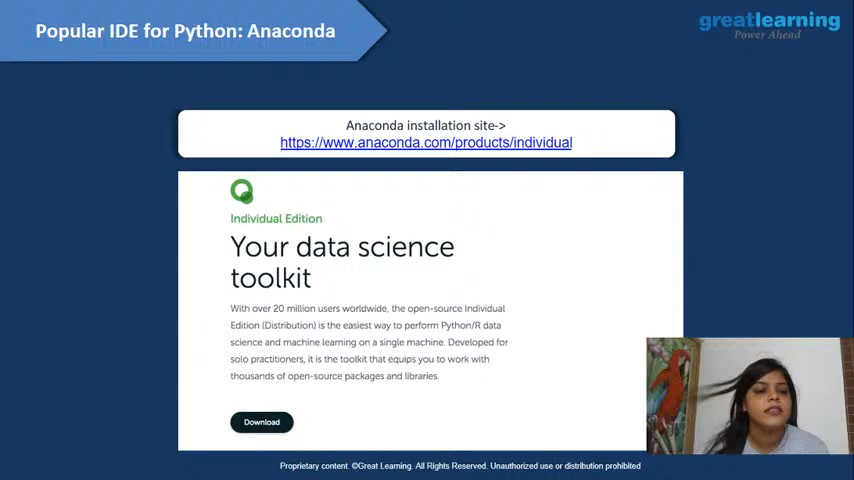 Popular IDE for Python: Anaconda
greatlearning
Power Ahead
Anaconda installation site->
https://www.anaconda.com/products/individual
Individual Edition
Your data science
toolkit
With over 20 million users worldwide, the open-source Individual
Edition (Distribution) is the easiest way to perform Python/R data
science and machine learning on a single machine. Developed for
solo practitioners, it is the toolkit that equips you to work with
thousands of open-source packages and libraries.
Download
Proprietary content. ©Great Learning. All Rights Reserved. Unauthorized use or distribution prohibited